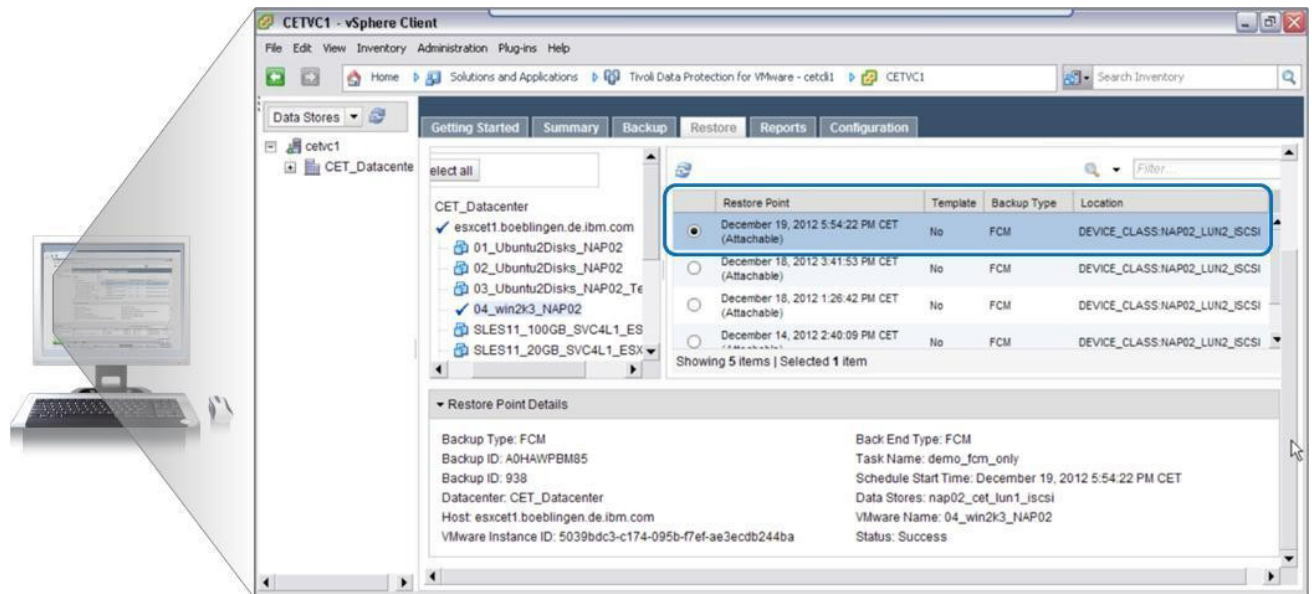 CETVC1 - vSphere Client
File Edit View Inventory Administration Plug-ins Help
Home Solutions and Applications Tivoli Data Protection for VMware - cetcli1 CETVC1 Search Inventory
Data Stores
Getting Started Summary Backup Restore Reports Configuration
cetvc1
CET_Datacente
elect all
Filter...
CET_Datacenter
esxcet1.boeblingen.de.ibm.com
01_Ubuntu2Disks_NAP02
02_Ubuntu2Disks_NAP02
03_Ubuntu2Disks_NAP02_Te
04_win2k3_NAP02
SLES11_100GB_SVC4L1_ES
SLES11_20GB_SVC4L1_ESX
Restore Point Template Backup Type Location
December 19, 2012 5:54:22 PM CET
(Attachable) No FCM DEVICE_CLASS:NAP02_LUN2_ISCSI
December 18, 2012 3:41:53 PM CET
(Attachable) No FCM DEVICE_CLASS:NAP02_LUN2_ISCSI
December 18, 2012 1:26:42 PM CET
(Attachable) No FCM DEVICE_CLASS:NAP02_LUN2_ISCSI
December 14, 2012 2:40:09 PM CET
(Attachable) No FCM DEVICE_CLASS:NAP02_LUN2_ISCSI
Showing 5 items | Selected 1 item
Restore Point Details
Backup Type: FCM
Backup ID: A0HAWPBM85
Backup ID: 938
Datacenter: CET_Datacenter
Host: esxcet1.boeblingen.de.ibm.com
VMware Instance ID: 5039bdc3-c174-095b-f7ef-ae3ecdb244ba
Back End Type: FCM
Task Name: demo_fcm_only
Schedule Start Time: December 19, 2012 5:54:22 PM CET
Data Stores: nap02_cet_lun1_iscsi
VMware Name: 04_win2k3_NAP02
Status: Success